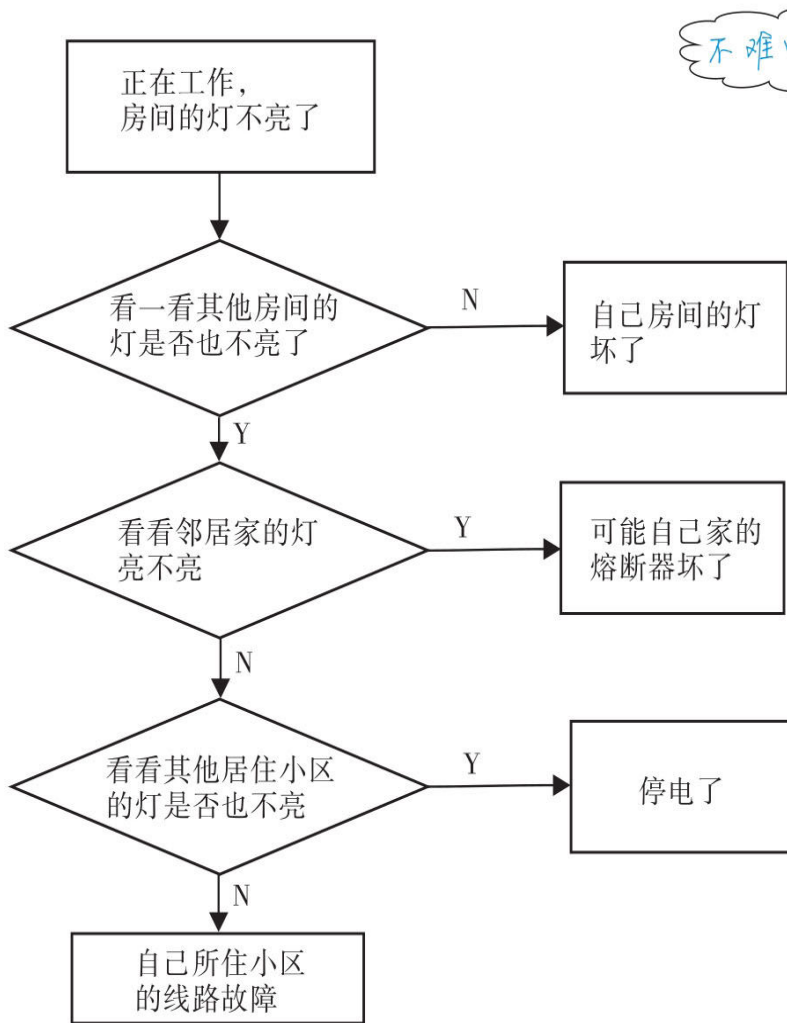 不难
正在工作，
房间的灯不亮了
看一看其他房间的
灯是否也不亮了
N
自己房间的灯
坏了
Y
看看邻居家的灯
亮不亮
Y
可能自己家的
熔断器坏了
N
看看其他居住小区
的灯是否也不亮
Y
停电了
N
自己所住小区
的线路故障